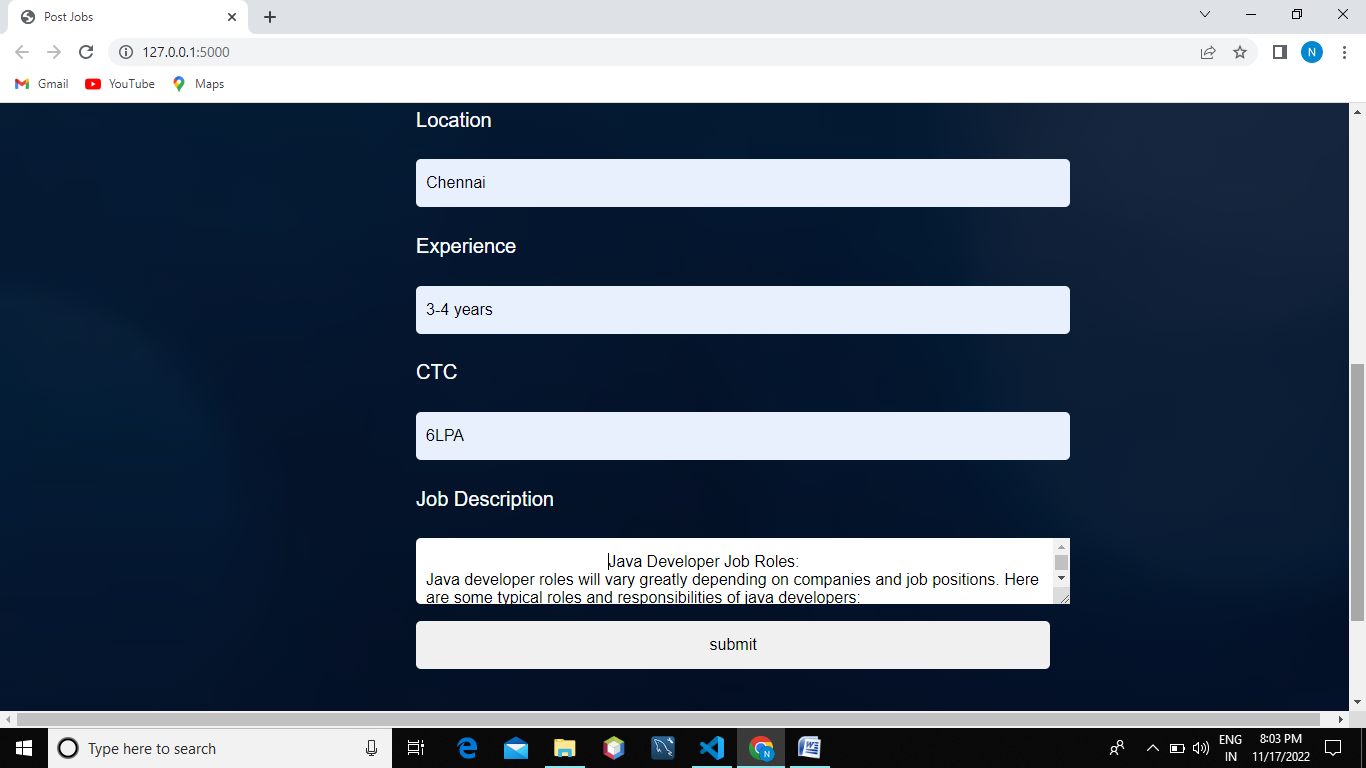 Post Jobs
127.0.0.1:5000
N
Gmail YouTube Maps
Location
Chennai
Experience
3-4 years
CTC
6LPA
Job Description
Java Developer Job Roles:
Java developer roles will vary greatly depending on companies and job positions. Here
are some typical roles and responsibilities of java developers:
submit
Type here to search
N
ENG
IN
8:03 PM
11/17/2022